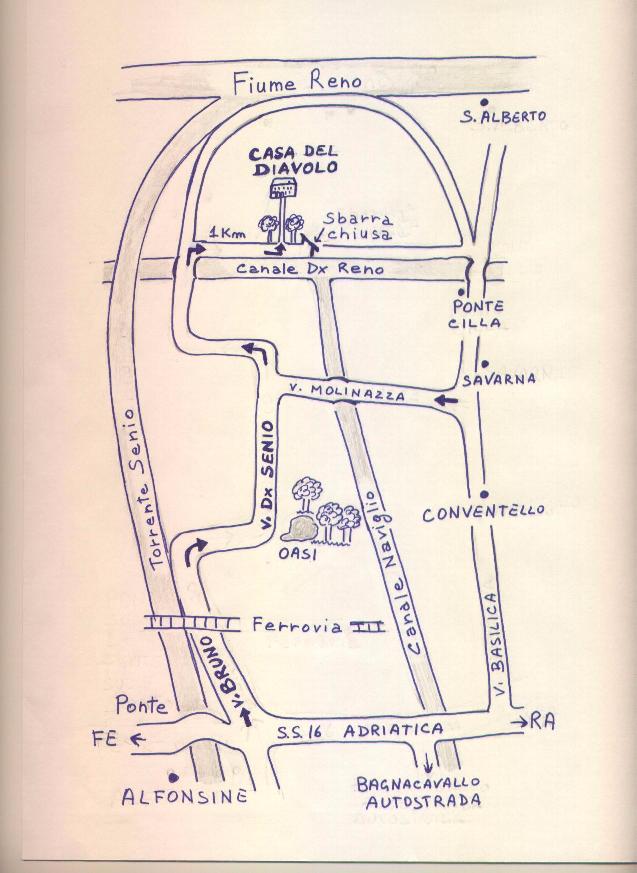 Fiume Reno
S. ALBERTO
CASA DEL
DIAVOLO
1 Km
Sbarra
chiusa
Canale Dx Reno
PONTE
CILLA
SAVARNA
V. MOLINAZZA
Torrente Senio
V. Dx SENIO
OASI
CONVENTELLO
Canale Naviglio
V. BASILICA
Ferrovia
V. BRUNO
Ponte
FE
S.S. 16 ADRIATICA
RA
ALFONSINE
BAGNACAVALLO
AUTOSTRADA